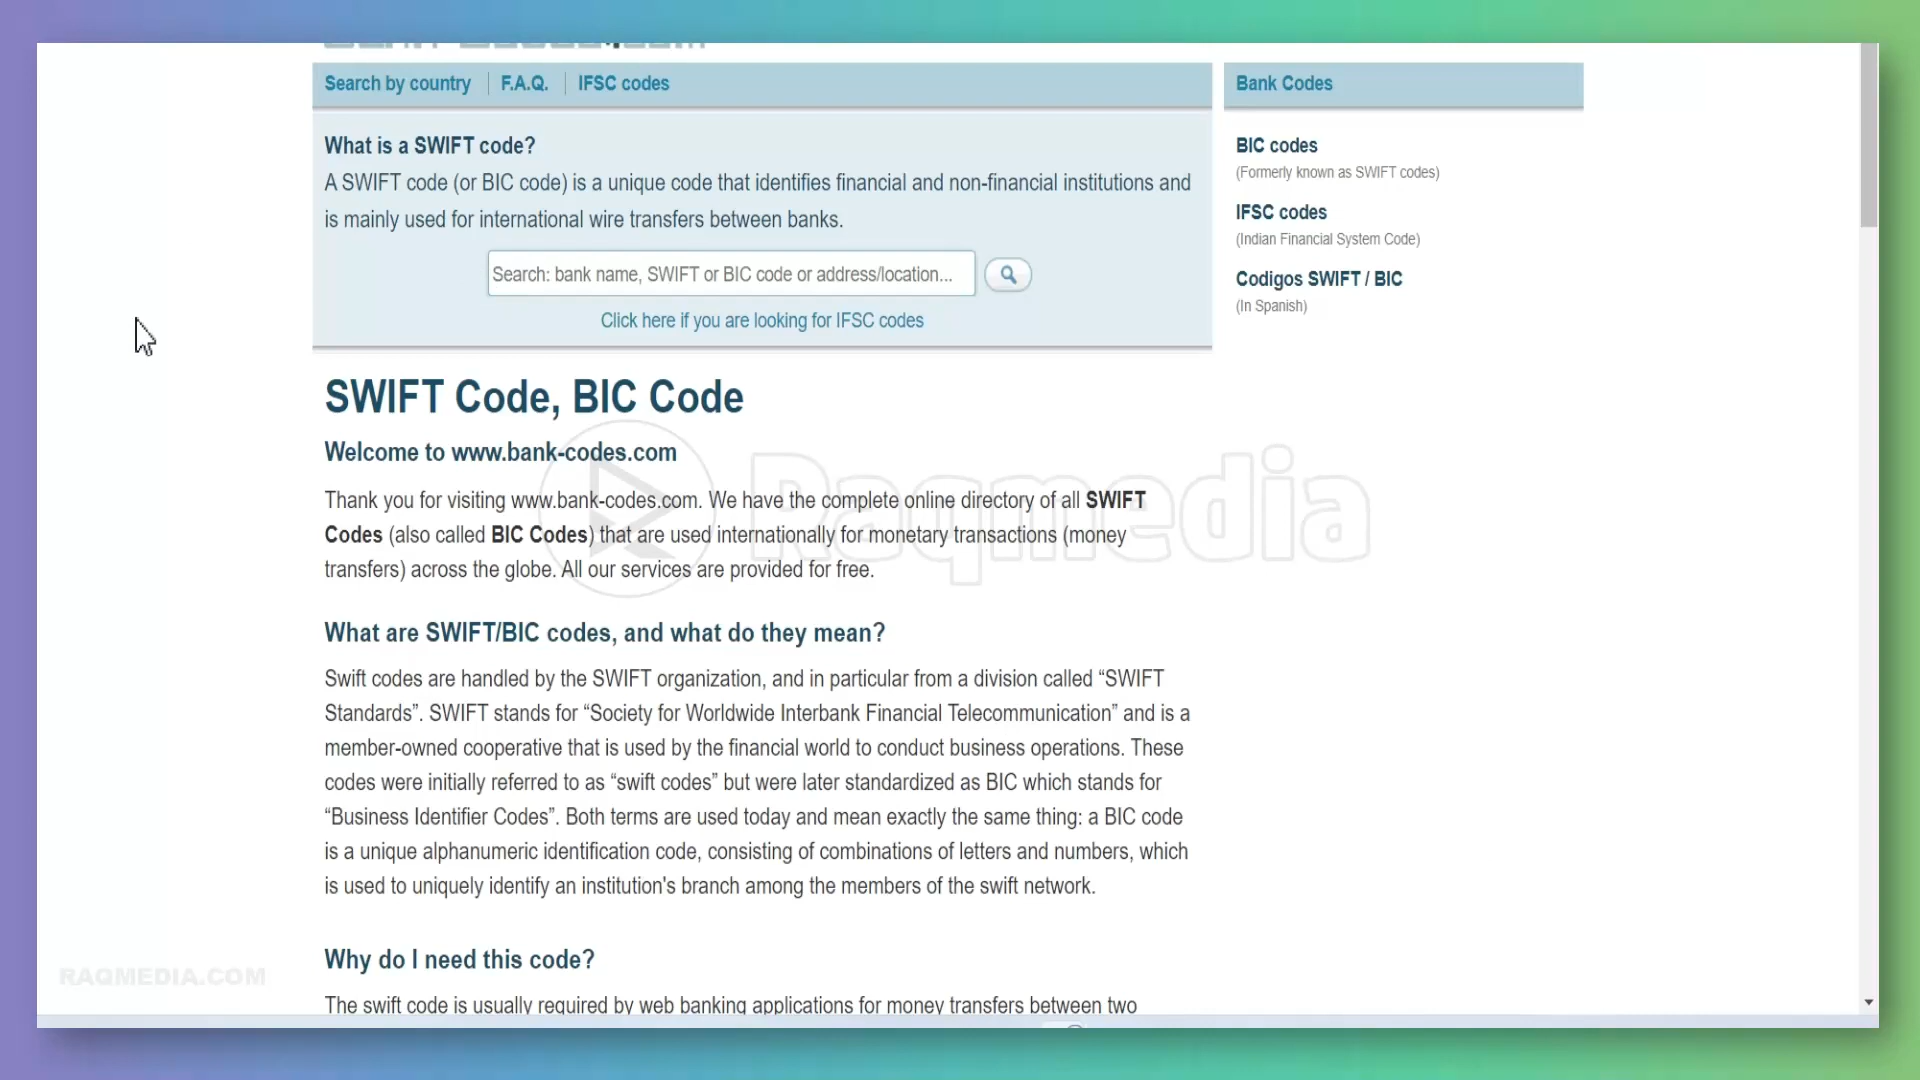 Search by country
F.A.Q.
IFSC codes
Bank Codes
What is a SWIFT code?
A SWIFT code (or BIC code) is a unique code that identifies financial and non-financial institutions and
is mainly used for international wire transfers between banks.
Search: bank name, SWIFT or BIC code or address/location...
Click here if you are looking for IFSC codes
BIC codes
(Formerly known as SWIFT codes)
IFSC codes
(Indian Financial System Code)
Codigos SWIFT / BIC
(In Spanish)
SWIFT Code, BIC Code
Welcome to www.bank-codes.com
Thank you for visiting www.bank-codes.com. We have the complete online directory of all SWIFT
Codes (also called BIC Codes) that are used internationally for monetary transactions (money
transfers) across the globe. All our services are provided for free.
Raqmedia
What are SWIFT/BIC codes, and what do they mean?
Swift codes are handled by the SWIFT organization, and in particular from a division called “SWIFT
Standards”. SWIFT stands for “Society for Worldwide Interbank Financial Telecommunication” and is a
member-owned cooperative that is used by the financial world to conduct business operations. These
codes were initially referred to as “swift codes” but were later standardized as BIC which stands for
“Business Identifier Codes”. Both terms are used today and mean exactly the same thing: a BIC code
is a unique alphanumeric identification code, consisting of combinations of letters and numbers, which
is used to uniquely identify an institution's branch among the members of the swift network.
Why do I need this code?
The swift code is usually required by web banking applications for money transfers between two
RAQMEDIA.COM